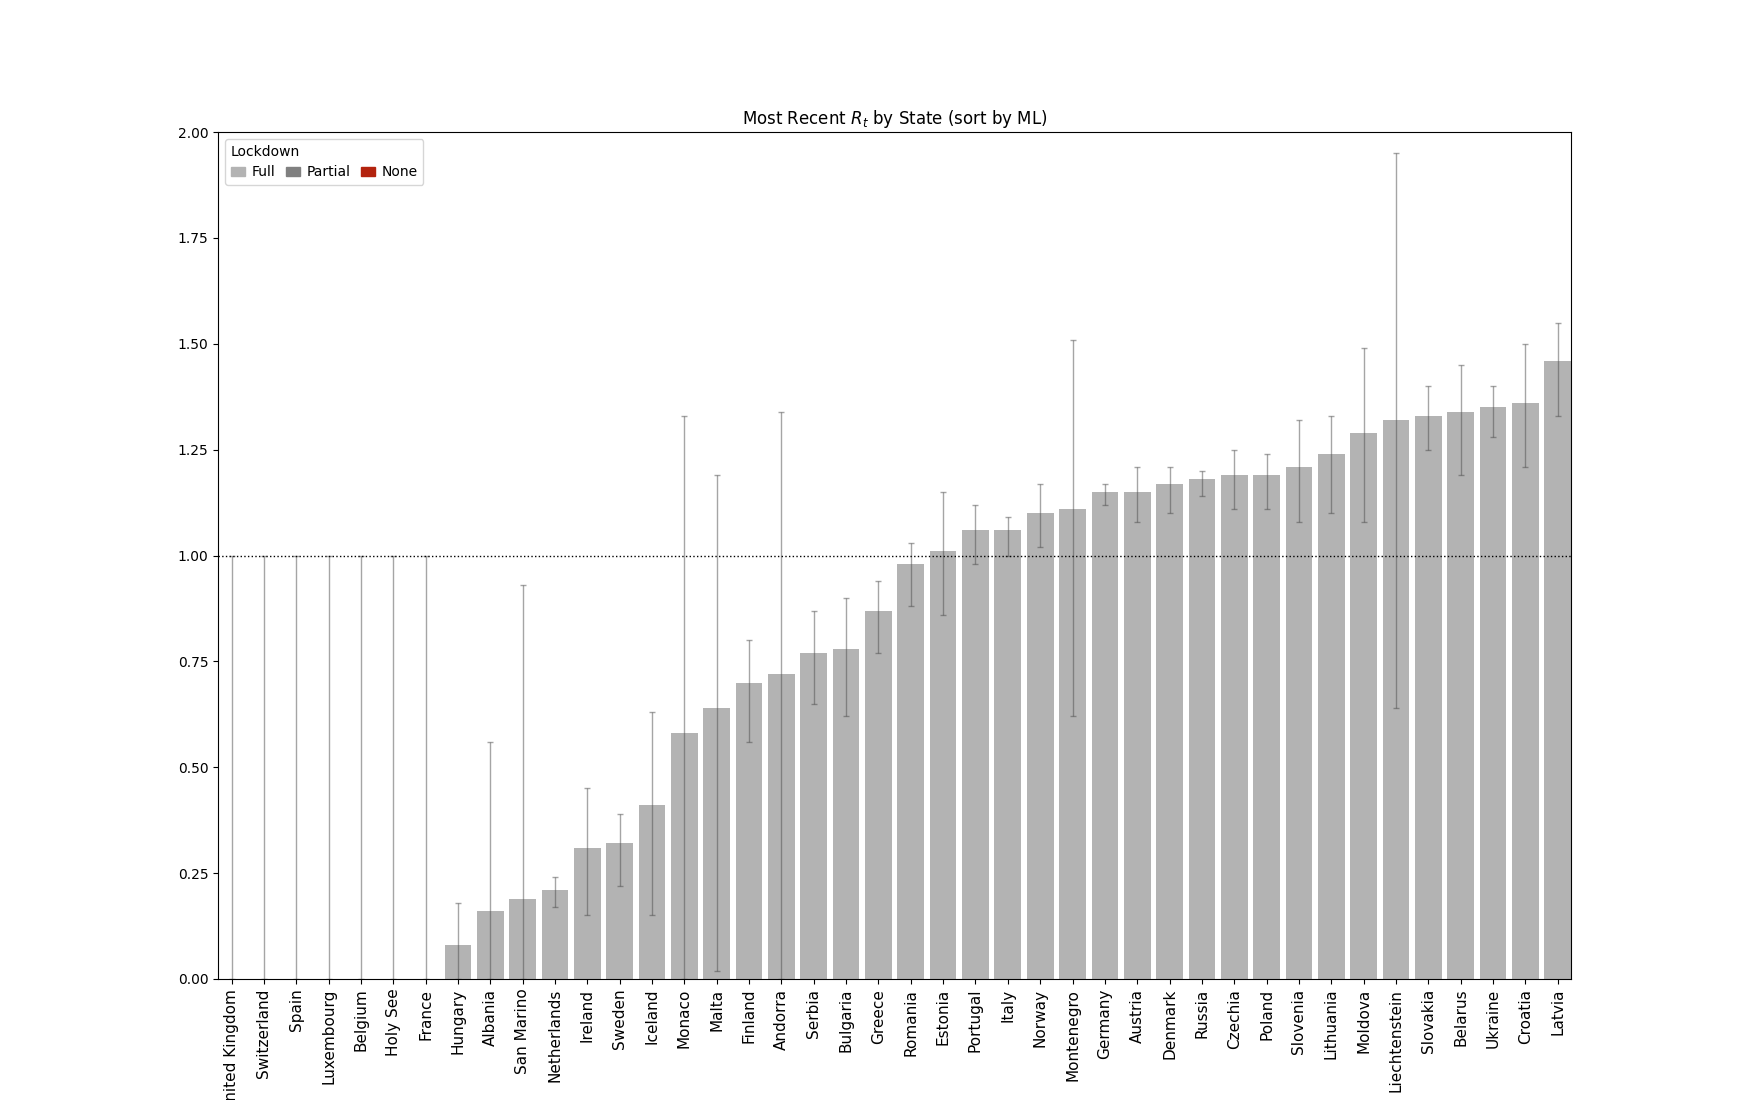 Most Recent R_t by State (sort by ML)
2.00
Lockdown
Full Partial None
1.75
1.50
1.25
1.00
0.75
0.50
0.25
0.00
nited Kingdom
Switzerland
Spain
Luxembourg
Belgium
Holy See
France
Hungary
Albania
San Marino
Netherlands
Ireland
Sweden
Iceland
Monaco
Malta
Finland
Andorra
Serbia
Bulgaria
Greece
Romania
Estonia
Portugal
Italy
Norway
Montenegro
Germany
Austria
Denmark
Russia
Czechia
Poland
Slovenia
Lithuania
Moldova
Liechtenstein
Slovakia
Belarus
Ukraine
Croatia
Latvia